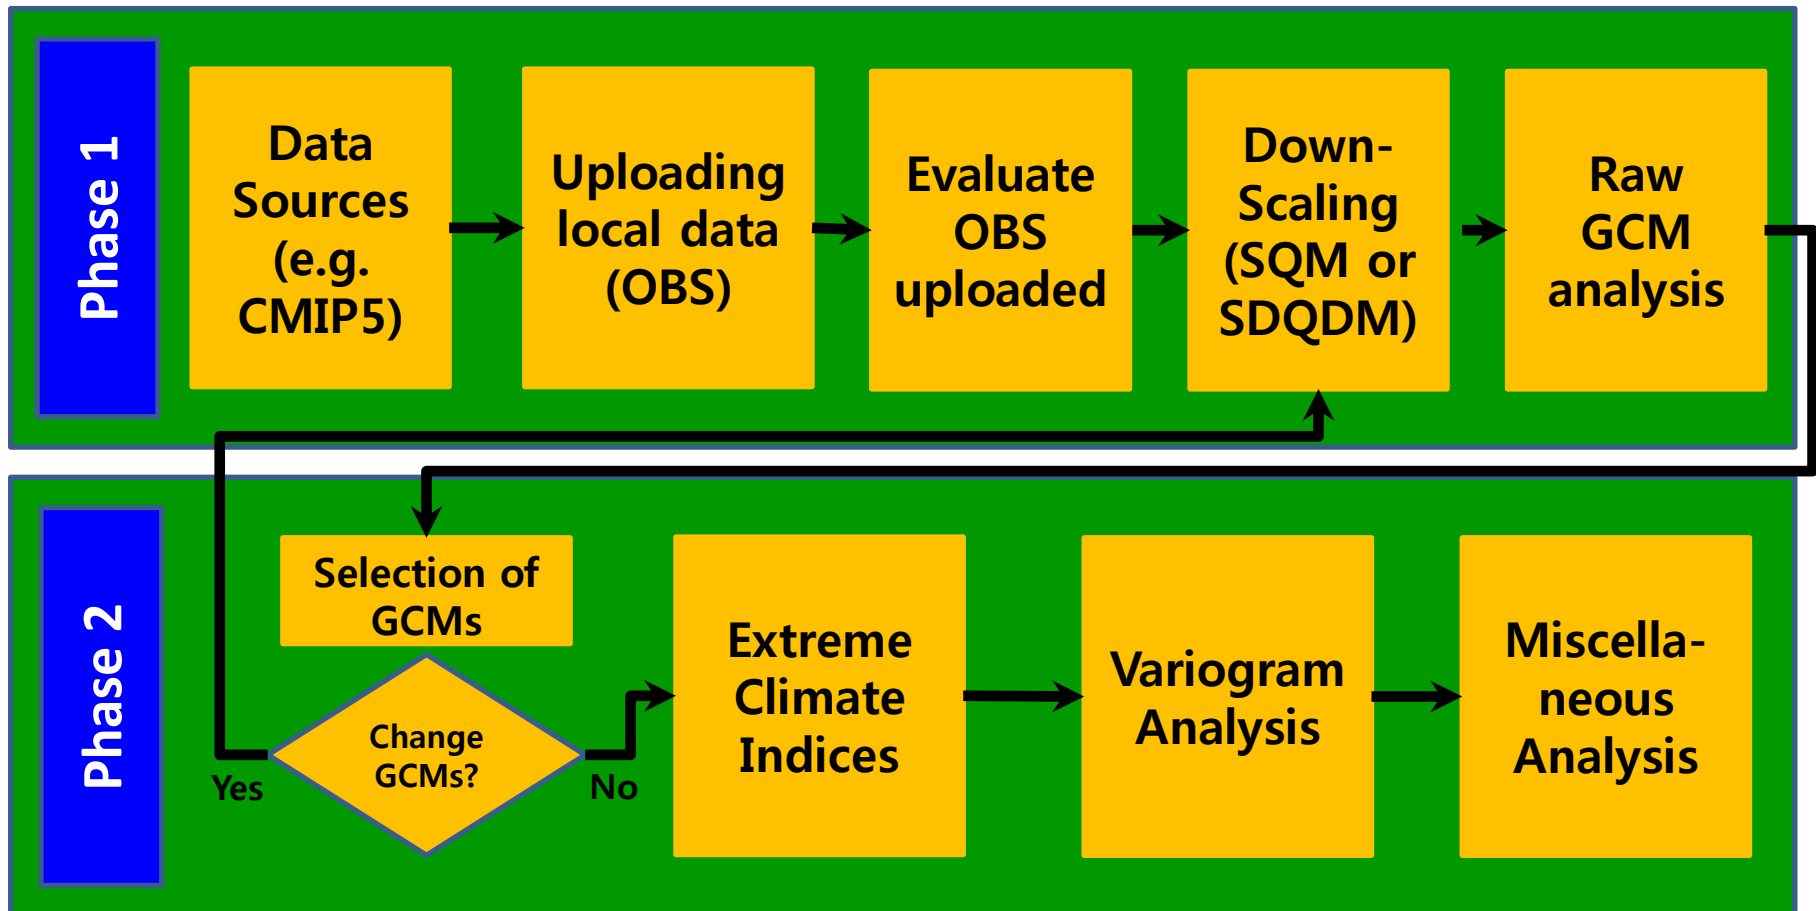 Phase 1
Data
Sources
(e.g.
CMIP5)
Uploading
local data
(OBS)
Evaluate
OBS
uploaded
Down-
Scaling
(SQM or
SDQDM)
Raw
GCM
analysis
Phase 2
Selection of
GCMs
Change
GCMs?
Yes
No
Extreme
Climate
Indices
Variogram
Analysis
Miscella-
neous
Analysis